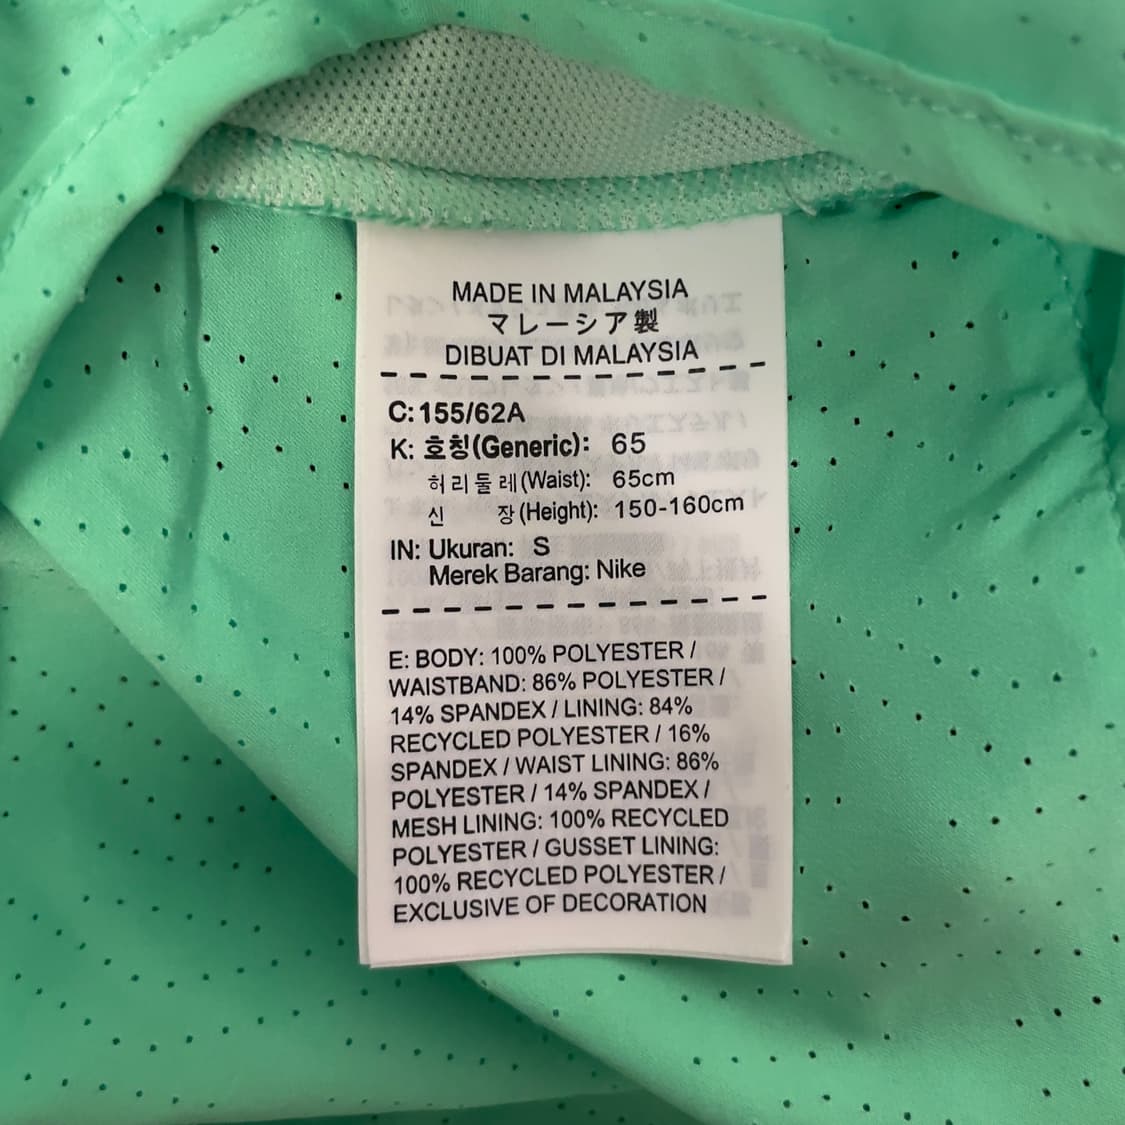 MADE IN MALAYSIA
マレーシア製
DIBUAT DI MALAYSIA
C: 155/62A
K: 호칭(Generic): 65
허리둘레(Waist): 65cm
신 장(Height): 150-160cm
IN: Ukuran: S
Merek Barang: Nike
E: BODY: 100% POLYESTER /
WAISTBAND: 86% POLYESTER /
14% SPANDEX / LINING: 84%
RECYCLED POLYESTER / 16%
SPANDEX / WAIST LINING: 86%
POLYESTER / 14% SPANDEX /
MESH LINING: 100% RECYCLED
POLYESTER / GUSSET LINING:
100% RECYCLED POLYESTER /
EXCLUSIVE OF DECORATION